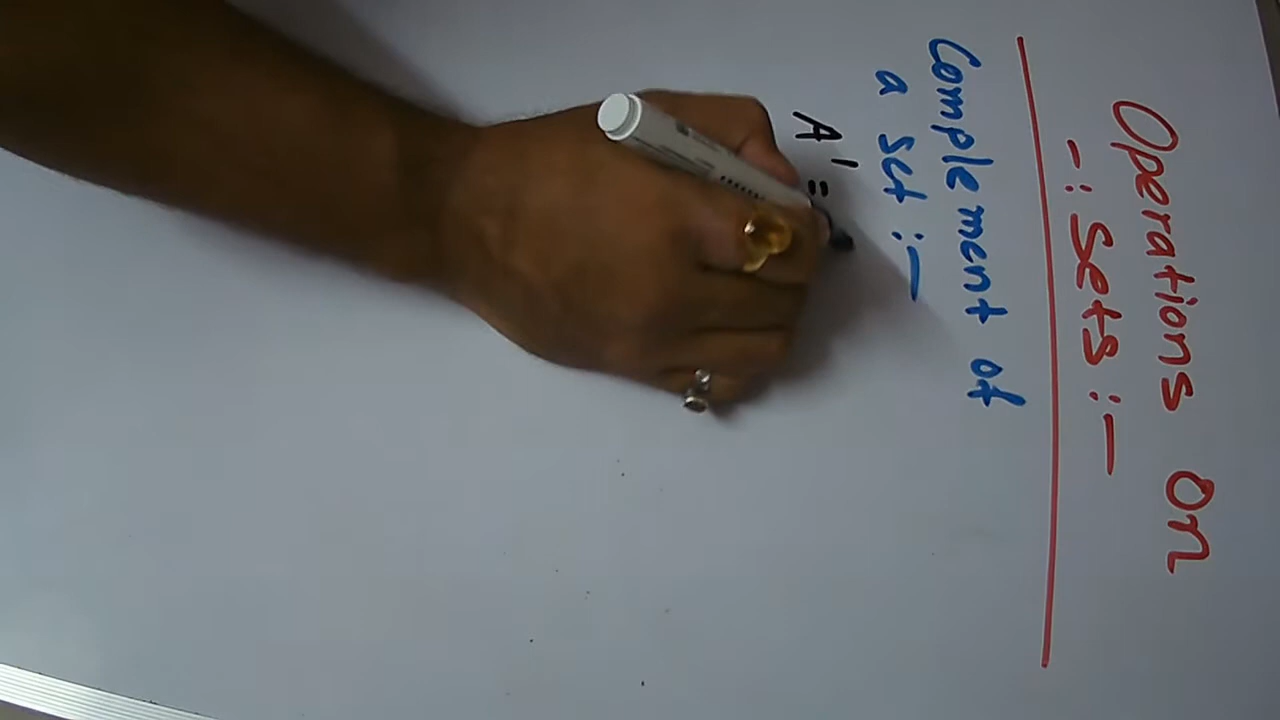 Operations on
-: Sets :-
Complement of
a set :-
A' =